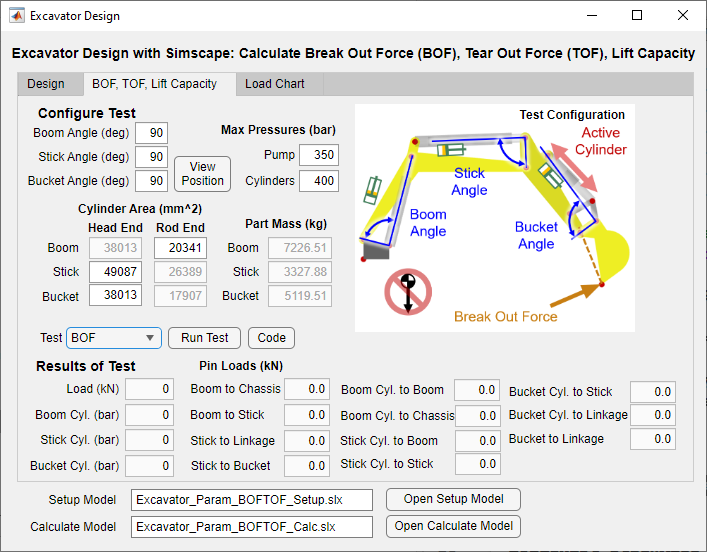 Excavator Design
Excavator Design with Simscape: Calculate Break Out Force (BOF), Tear Out Force (TOF), Lift Capacity
Design BOF, TOF, Lift Capacity Load Chart
Configure Test
Boom Angle (deg) 90
Stick Angle (deg) 90
Bucket Angle (deg) 90
View
Position
Max Pressures (bar)
Pump 350
Cylinders 400
Cylinder Area (mm^2)
Head End Rod End
Boom 38013 20341
Stick 49087 26389
Bucket 38013 17907
Part Mass (kg)
Boom 7226.51
Stick 3327.88
Bucket 5119.51
Test Configuration
Active
Cylinder
Stick
Angle
Boom
Angle
Bucket
Angle
Break Out Force
Test BOF Run Test Code
Results of Test
Load (kN) 0
Boom Cyl. (bar) 0
Stick Cyl. (bar) 0
Bucket Cyl. (bar) 0
Pin Loads (kN)
Boom to Chassis 0.0
Boom to Stick 0.0
Stick to Linkage 0.0
Stick to Bucket 0.0
Boom Cyl. to Boom 0.0
Boom Cyl. to Chassis 0.0
Stick Cyl. to Boom 0.0
Stick Cyl. to Stick 0.0
Bucket Cyl. to Stick 0.0
Bucket Cyl. to Linkage 0.0
Bucket to Linkage 0.0
Setup Model Excavator_Param_BOFTOF_Setup.slx Open Setup Model
Calculate Model Excavator_Param_BOFTOF_Calc.slx Open Calculate Model